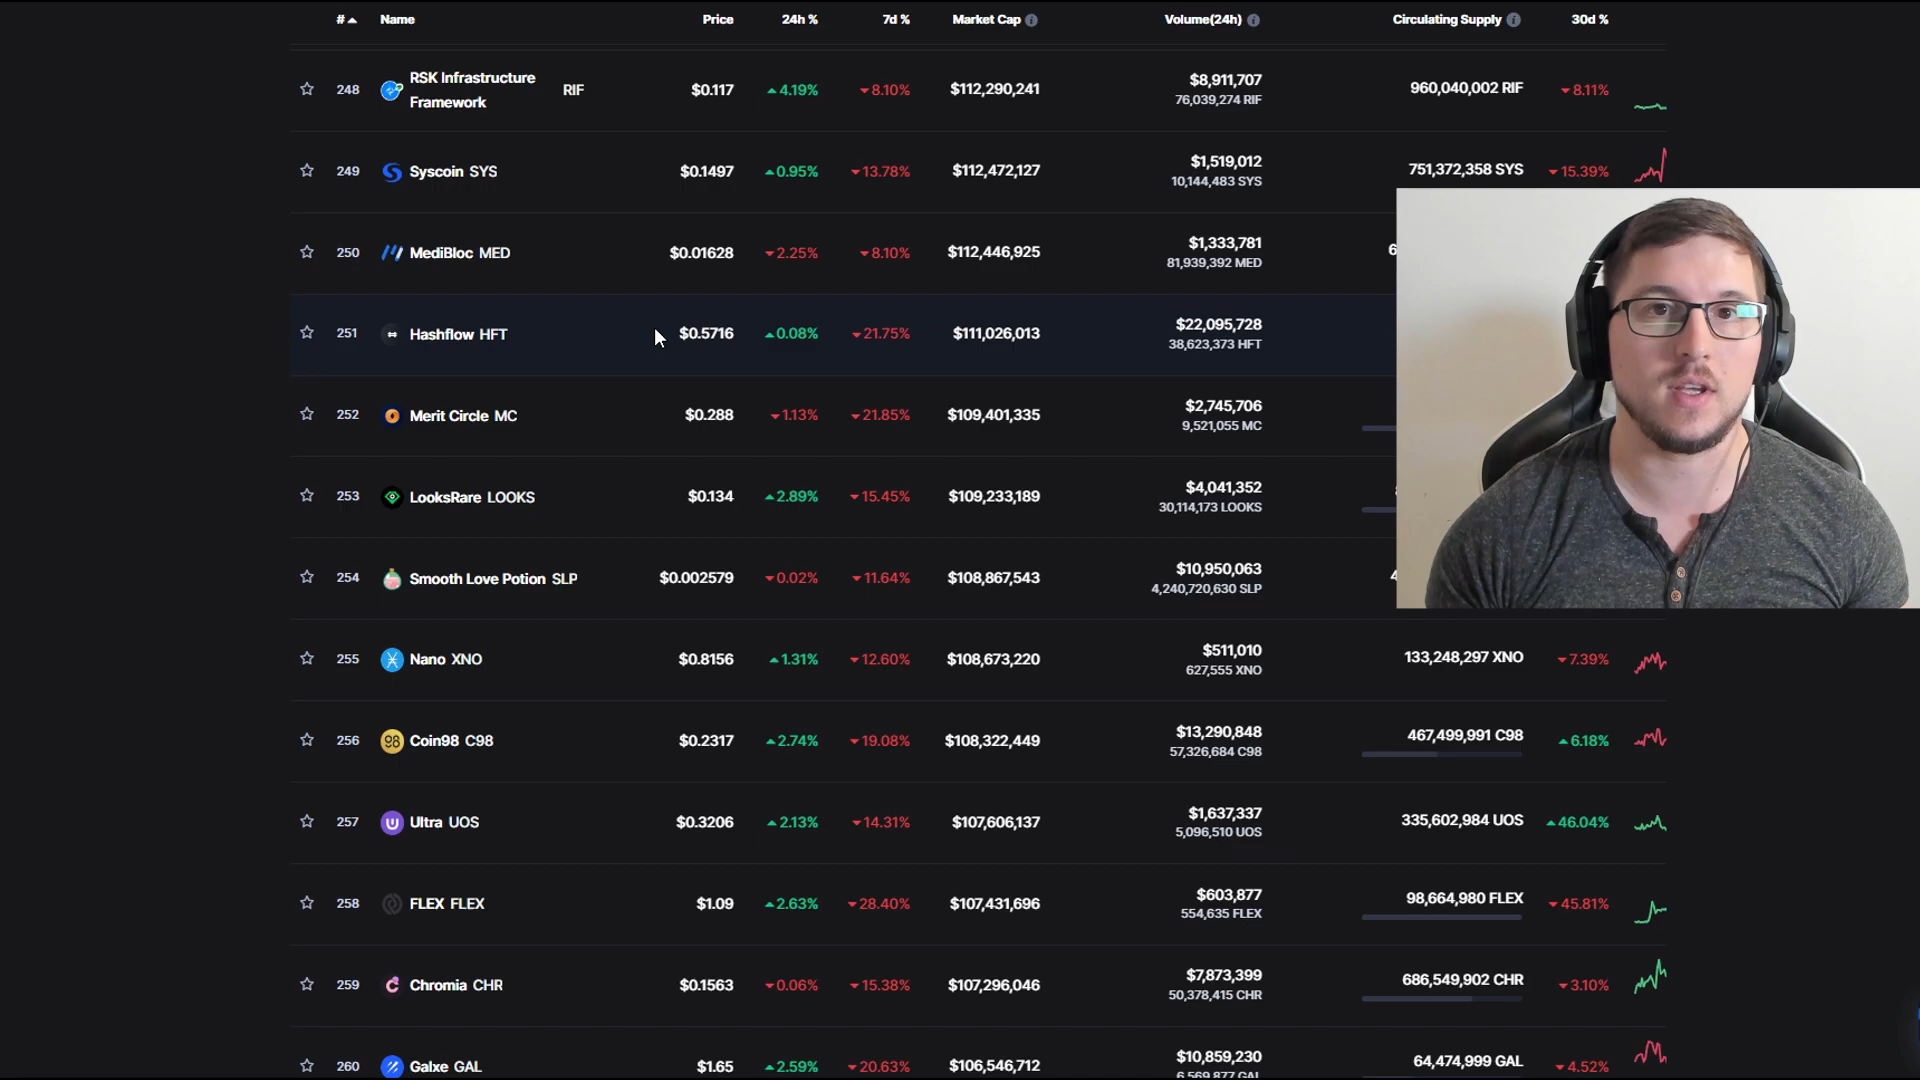 # Name Price 24h % 7d % Market Cap Volume(24h) Circulating Supply 30d %
248 RSK Infrastructure Framework RIF $0.117 4.19% 8.10% $112,290,241 $8,911,707 960,040,002 RIF 8.11%
76,039,274 RIF
249 Syscoin SYS $0.1497 0.95% 13.78% $112,472,127 $1,519,012 751,372,358 SYS 15.39%
10,144,483 SYS
250 MediBloc MED $0.01628 2.25% 8.10% $112,446,925 $1,333,781
81,939,392 MED
251 Hashflow HFT $0.5716 0.08% 21.75% $111,026,013 $22,095,728
38,623,373 HFT
252 Merit Circle MC $0.288 1.13% 21.85% $109,401,335 $2,745,706
9,521,055 MC
253 LooksRare LOOKS $0.134 2.89% 15.45% $109,233,189 $4,041,352
30,114,173 LOOKS
254 Smooth Love Potion SLP $0.002579 0.02% 11.64% $108,867,543 $10,950,063
4,240,720,630 SLP
255 Nano XNO $0.8156 1.31% 12.60% $108,673,220 $511,010 133,248,297 XNO 7.39%
627,555 XNO
256 Coin98 C98 $0.2317 2.74% 19.08% $108,322,449 $13,290,848 467,499,991 C98 6.18%
57,326,684 C98
257 Ultra UOS $0.3206 2.13% 14.31% $107,606,137 $1,637,337 335,602,984 UOS 46.04%
5,096,510 UOS
258 FLEX FLEX $1.09 2.63% 28.40% $107,431,696 $603,877 98,664,980 FLEX 45.81%
554,635 FLEX
259 Chromia CHR $0.1563 0.06% 15.38% $107,296,046 $7,873,399 686,549,902 CHR 3.10%
50,378,415 CHR
260 Galxe GAL $1.65 2.59% 20.63% $106,546,712 $10,859,230 64,474,999 GAL 4.52%
6,569,877 GAL